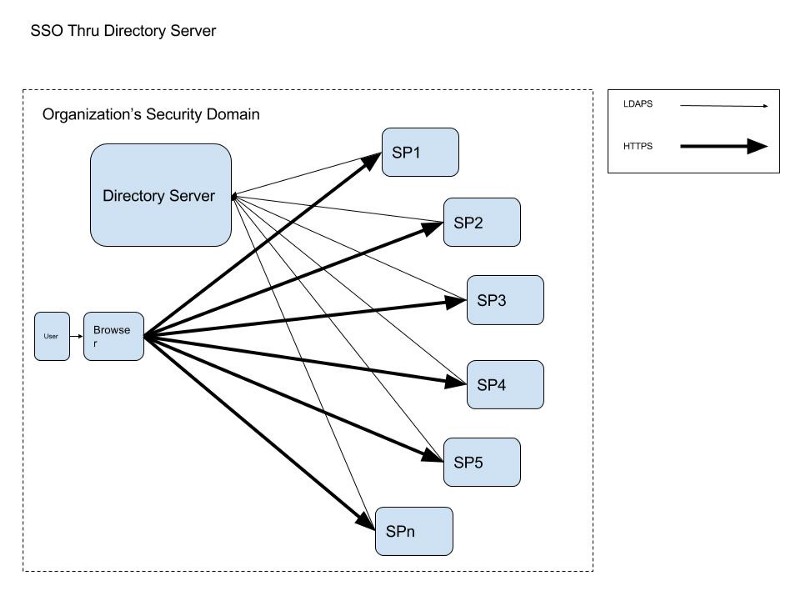 SSO Thru Directory Server
Organization's Security Domain
LDAPS
HTTPS
SP1
Directory Server
SP2
SP3
User
Browse
r
SP4
SP5
SPn